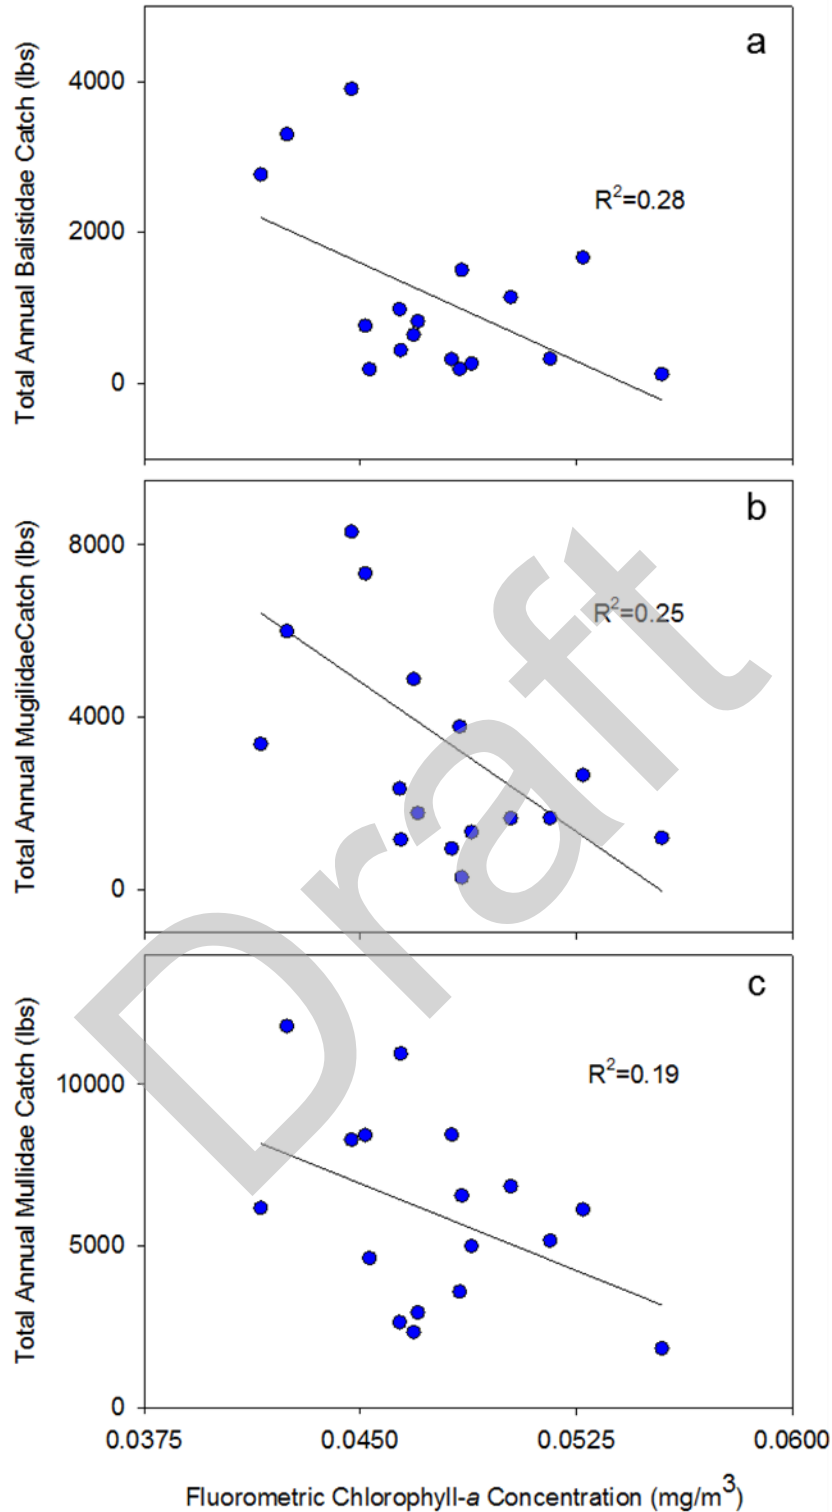 a
Total Annual Balistidae Catch (lbs)
4000
2000
0
R²=0.28
b
Total Annual MugilidaeCatch (lbs)
8000
4000
0
R²=0.25
c
Total Annual Mullidae Catch (lbs)
10000
5000
0
R²=0.19
0.0375 0.0450 0.0525 0.0600
Fluorometric Chlorophyll-a Concentration (mg/m³)
Draft